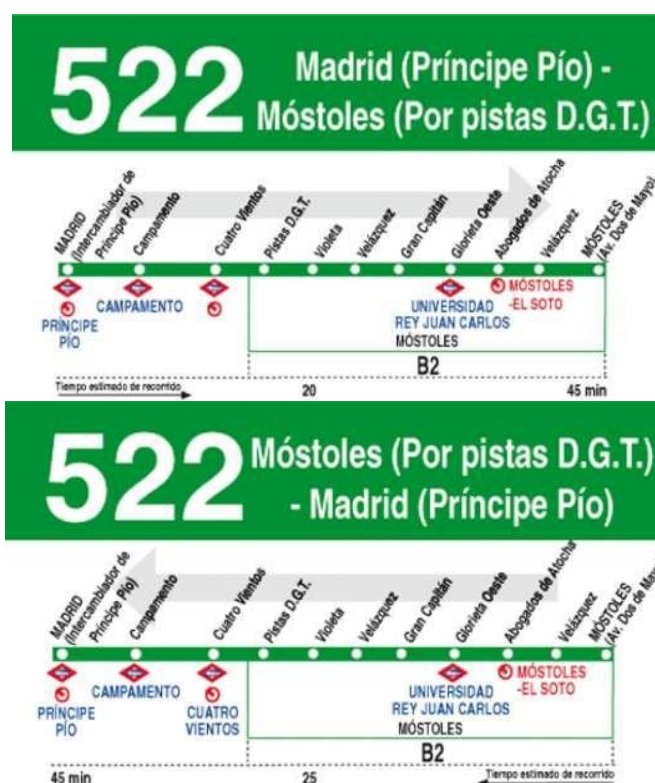 522
Madrid (Príncipe Pío) -
Móstoles (Por pistas D.G.T.)
MADRID
(Intercambiador de
Príncipe Pío)
Campamento
Cuatro Vientos
Pistas D.G.T.
Violeta
Velázquez
Gran Capitán
Glorieta Oeste
Abogados de Atocha
Velázquez
MÓSTOLES
(Av. Dos de Mayo)
PRÍNCIPE
PÍO
CAMPAMENTO
UNIVERSIDAD
REY JUAN CARLOS
MÓSTOLES
-EL SOTO
MÓSTOLES
B2
Tiempo estimado de recorrido
20
45 min
522
Móstoles (Por pistas D.G.T.)
- Madrid (Príncipe Pío)
MADRID
(Intercambiador de
Príncipe Pío)
Campamento
Cuatro Vientos
Pistas D.G.T.
Violeta
Velázquez
Gran Capitán
Glorieta Oeste
Abogados de Atocha
Velázquez
MÓSTOLES
(Av. Dos de Mayo)
PRÍNCIPE
PÍO
CAMPAMENTO
CUATRO
VIENTOS
UNIVERSIDAD
REY JUAN CARLOS
MÓSTOLES
-EL SOTO
MÓSTOLES
B2
45 min
25
Tiempo estimado de recorrido